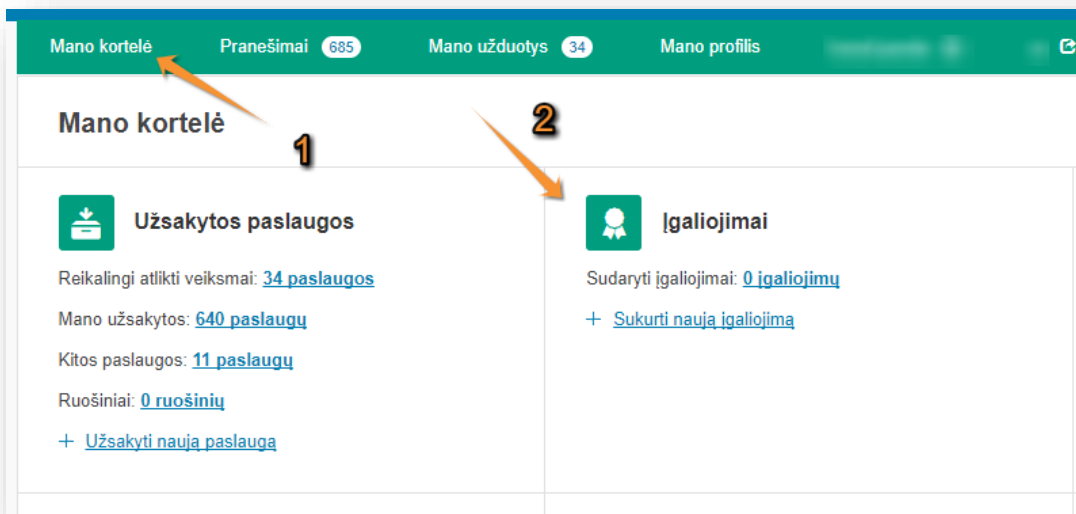 Mano kortelė Pranešimai 685 Mano užduotys 34 Mano profilis
Mano kortelė
1
2
Užsakytos paslaugos
Reikalingi atlikti veiksmai: 34 paslaugos
Mano užsakytos: 640 paslaugų
Kitos paslaugos: 11 paslaugų
Ruošiniai: 0 ruošinių
+ Užsakyti naują paslaugą
Įgaliojimai
Sudaryti įgaliojimai: 0 įgaliojimų
+ Sukurti naują įgaliojimą